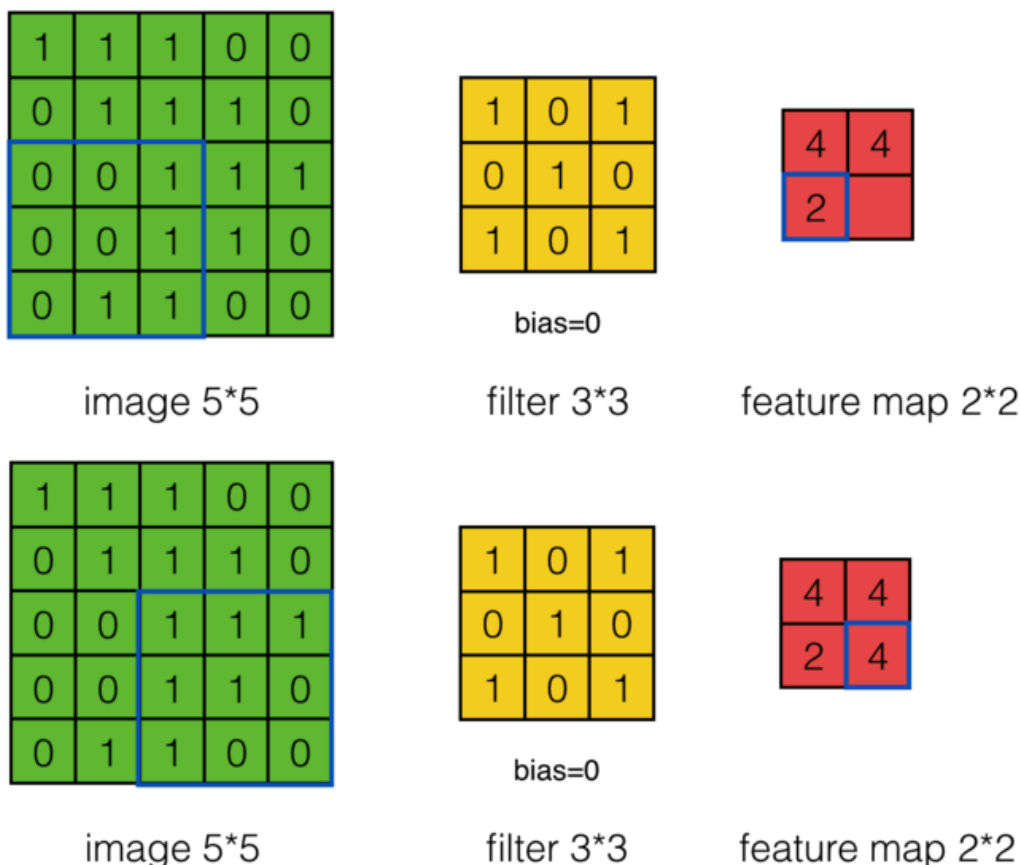 1 1 1 0 0
0 1 1 1 0
0 0 1 1 1
0 0 1 1 0
0 1 1 0 0
1 0 1
0 1 0
1 0 1
4 4
2
bias=0
image 5*5
filter 3*3
feature map 2*2
1 1 1 0 0
0 1 1 1 0
0 0 1 1 1
0 0 1 1 0
0 1 1 0 0
1 0 1
0 1 0
1 0 1
4 4
2 4
bias=0
image 5*5
filter 3*3
feature map 2*2